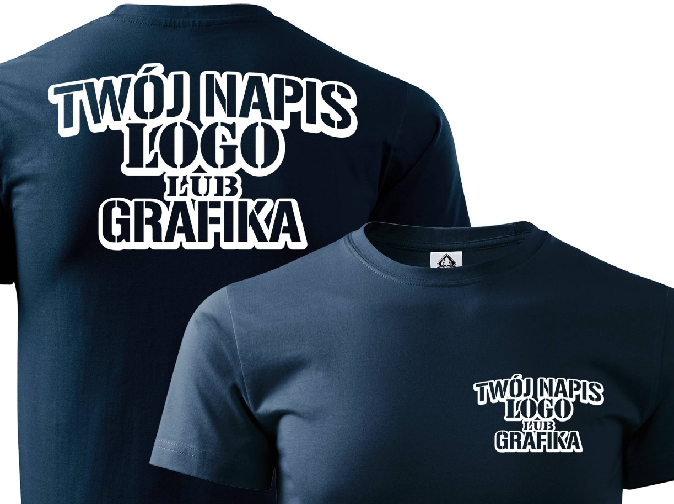 TWÓJ NAPIS
LOGO
LUB
GRAFIKA
TWÓJ NAPIS
LOGO
LUB
GRAFIKA